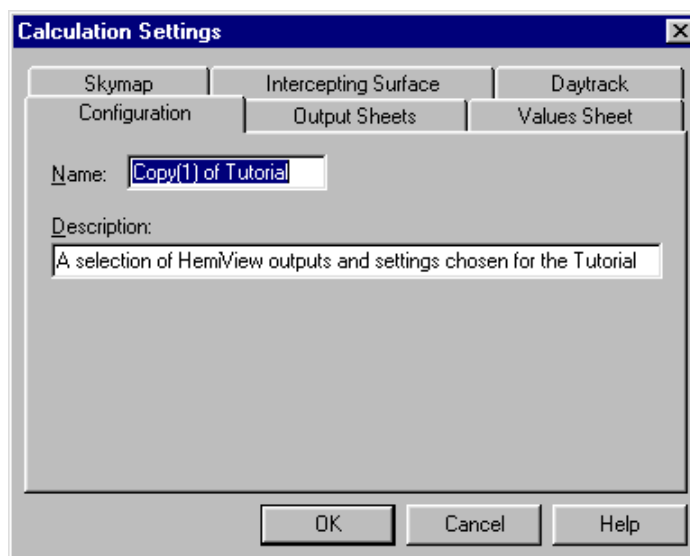 Calculation Settings
Skymap Intercepting Surface Daytrack
Configuration Output Sheets Values Sheet
Name: Copy(1) of Tutorial
Description:
A selection of HemiView outputs and settings chosen for the Tutorial
OK Cancel Help